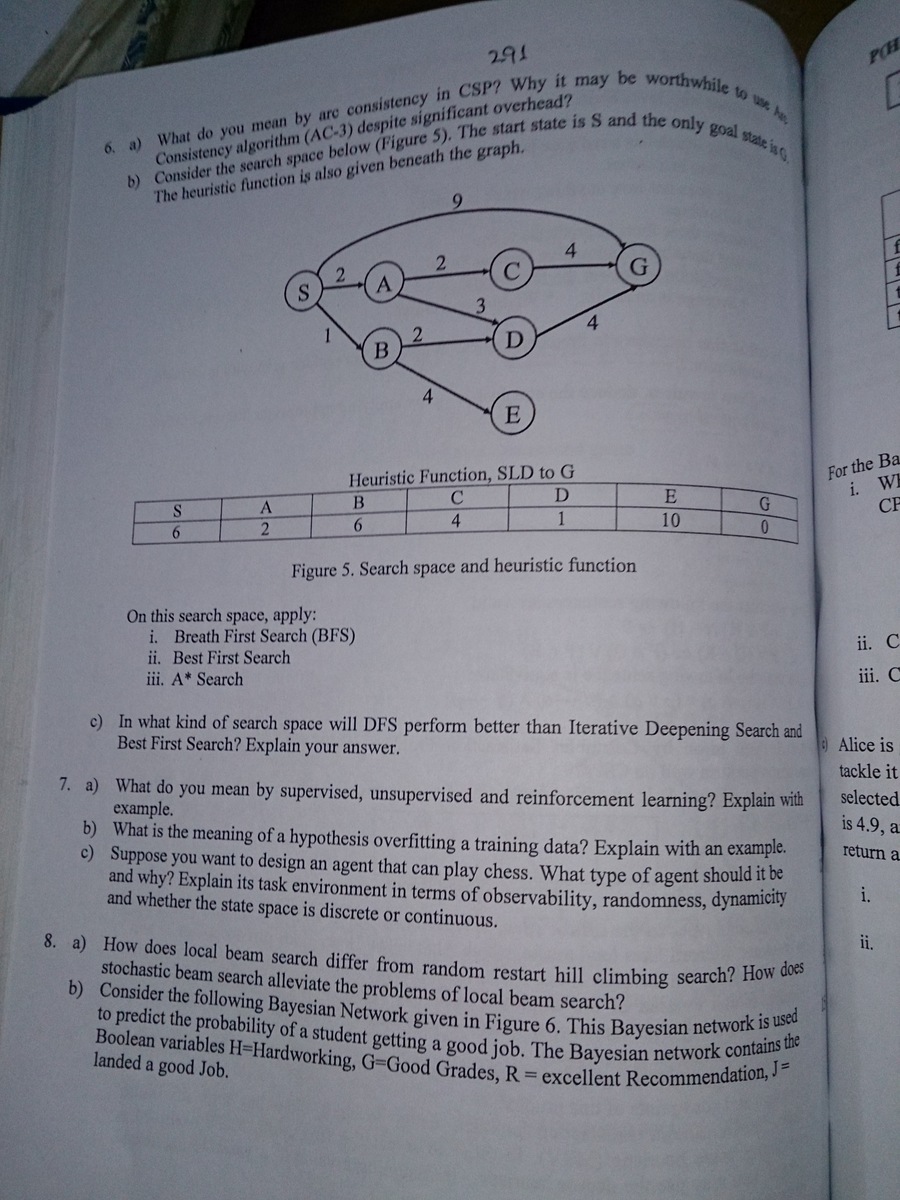 291
6. a) What do you mean by arc consistency in CSP? Why it may be worthwhile to use Arc
Consistency algorithm (AC-3) despite significant overhead?
b) Consider the search space below (Figure 5). The start state is S and the only goal state is G.
The heuristic function is also given beneath the graph.
9
2
2
4
S
A
C
G
3
1
2
4
B
D
4
E
Heuristic Function, SLD to G
S A B C D E G
6 2 6 4 1 10 0
Figure 5. Search space and heuristic function
On this search space, apply:
i. Breath First Search (BFS)
ii. Best First Search
iii. A* Search
c) In what kind of search space will DFS perform better than Iterative Deepening Search and
Best First Search? Explain your answer.
7. a) What do you mean by supervised, unsupervised and reinforcement learning? Explain with
example.
b) What is the meaning of a hypothesis overfitting a training data? Explain with an example.
c) Suppose you want to design an agent that can play chess. What type of agent should it be
and why? Explain its task environment in terms of observability, randomness, dynamicity
and whether the state space is discrete or continuous.
8. a) How does local beam search differ from random restart hill climbing search? How does
stochastic beam search alleviate the problems of local beam search?
b) Consider the following Bayesian Network given in Figure 6. This Bayesian network is used
to predict the probability of a student getting a good job. The Bayesian network contains the
Boolean variables H=Hardworking, G=Good Grades, R = excellent Recommendation, J =
landed a good Job.
P(H
For the Ba
i.
ii. C
iii. C
Alice is
tackle it
selected
is 4.9, a
return a
i.
ii.